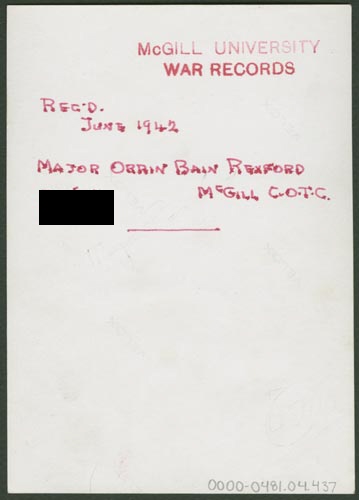 McGILL UNIVERSITY
WAR RECORDS
REC'D.
JUNE 1942
MAJOR ORRIN BAIN REXFORD
McGILL C.O.T.C.
0000-0481.04.437